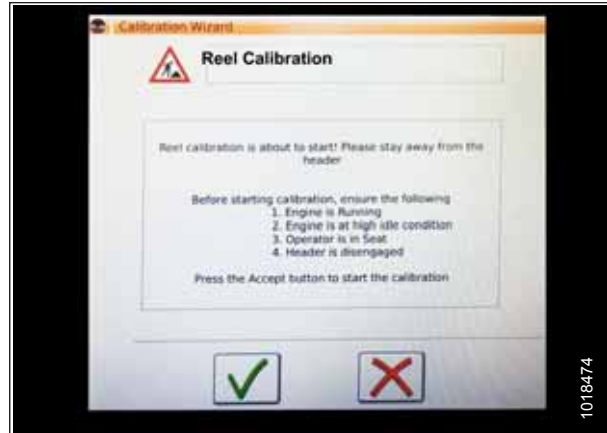 Calibration Wizard
Reel Calibration
Reel calibration is about to start! Please stay away from the
header
Before starting calibration, ensure the following
1. Engine is Running
2. Engine is at high idle condition
3. Operator is in Seat
4. Header is disengaged
Press the Accept button to start the calibration
1018474